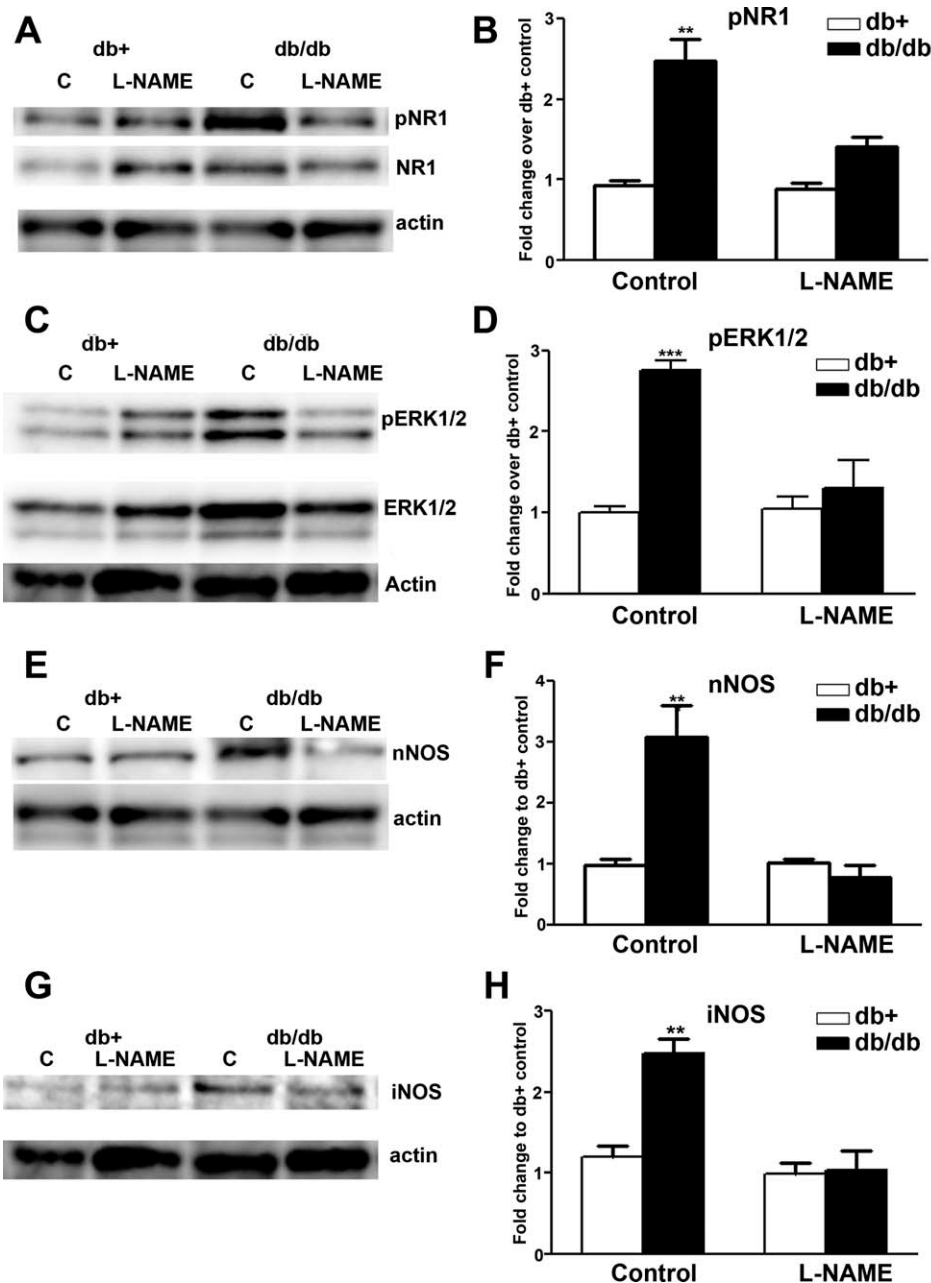 A
db+ db/db
C L-NAME C L-NAME
pNR1
NR1
actin
B
pNR1
db+
db/db
Fold change over db+ control
3
2
1
0
**
Control L-NAME
C
db+ db/db
C L-NAME C L-NAME
pERK1/2
ERK1/2
Actin
D
pERK1/2
db+
db/db
Fold change over db+ control
3
2
1
0
***
Control L-NAME
E
db+ db/db
C L-NAME C L-NAME
nNOS
actin
F
nNOS
db+
db/db
Fold change to db+ control
4
3
2
1
0
**
Control L-NAME
G
db+ db/db
C L-NAME C L-NAME
iNOS
actin
H
iNOS
db+
db/db
Fold change to db+ control
3
2
1
0
**
Control L-NAME